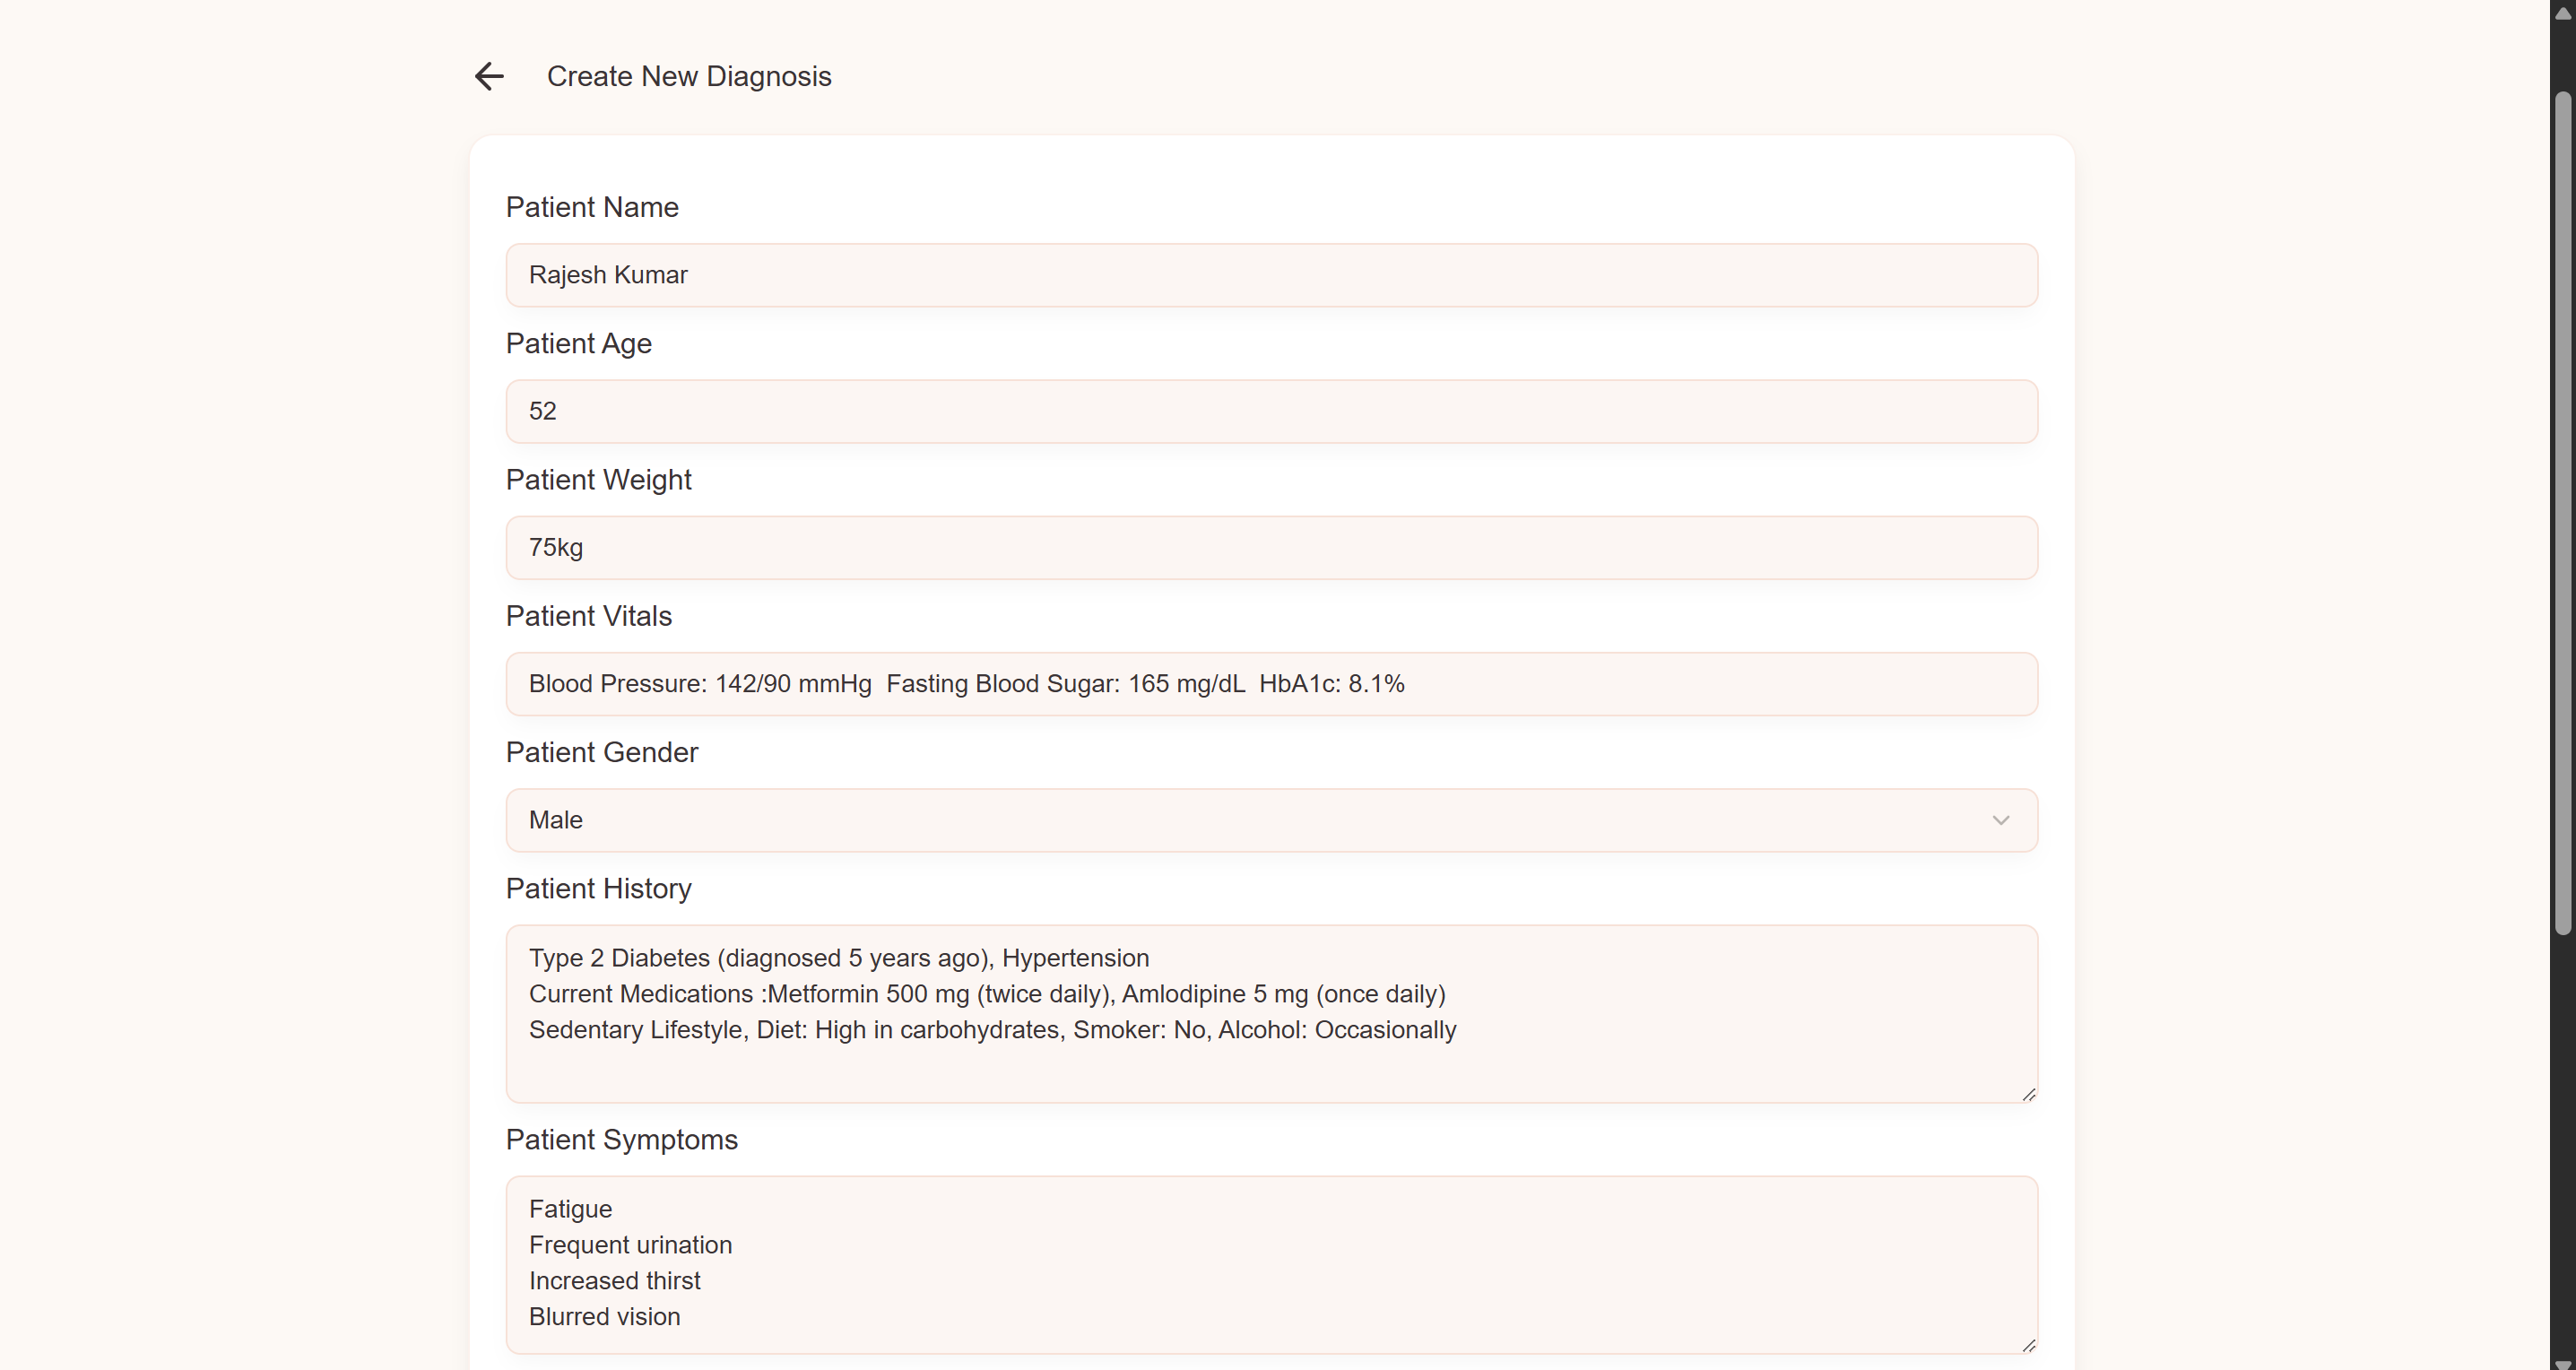 Create New Diagnosis
Patient Name
Rajesh Kumar
Patient Age
52
Patient Weight
75kg
Patient Vitals
Blood Pressure: 142/90 mmHg  Fasting Blood Sugar: 165 mg/dL  HbA1c: 8.1%
Patient Gender
Male
Patient History
Type 2 Diabetes (diagnosed 5 years ago), Hypertension
Current Medications :Metformin 500 mg (twice daily), Amlodipine 5 mg (once daily)
Sedentary Lifestyle, Diet: High in carbohydrates, Smoker: No, Alcohol: Occasionally
Patient Symptoms
Fatigue
Frequent urination
Increased thirst
Blurred vision